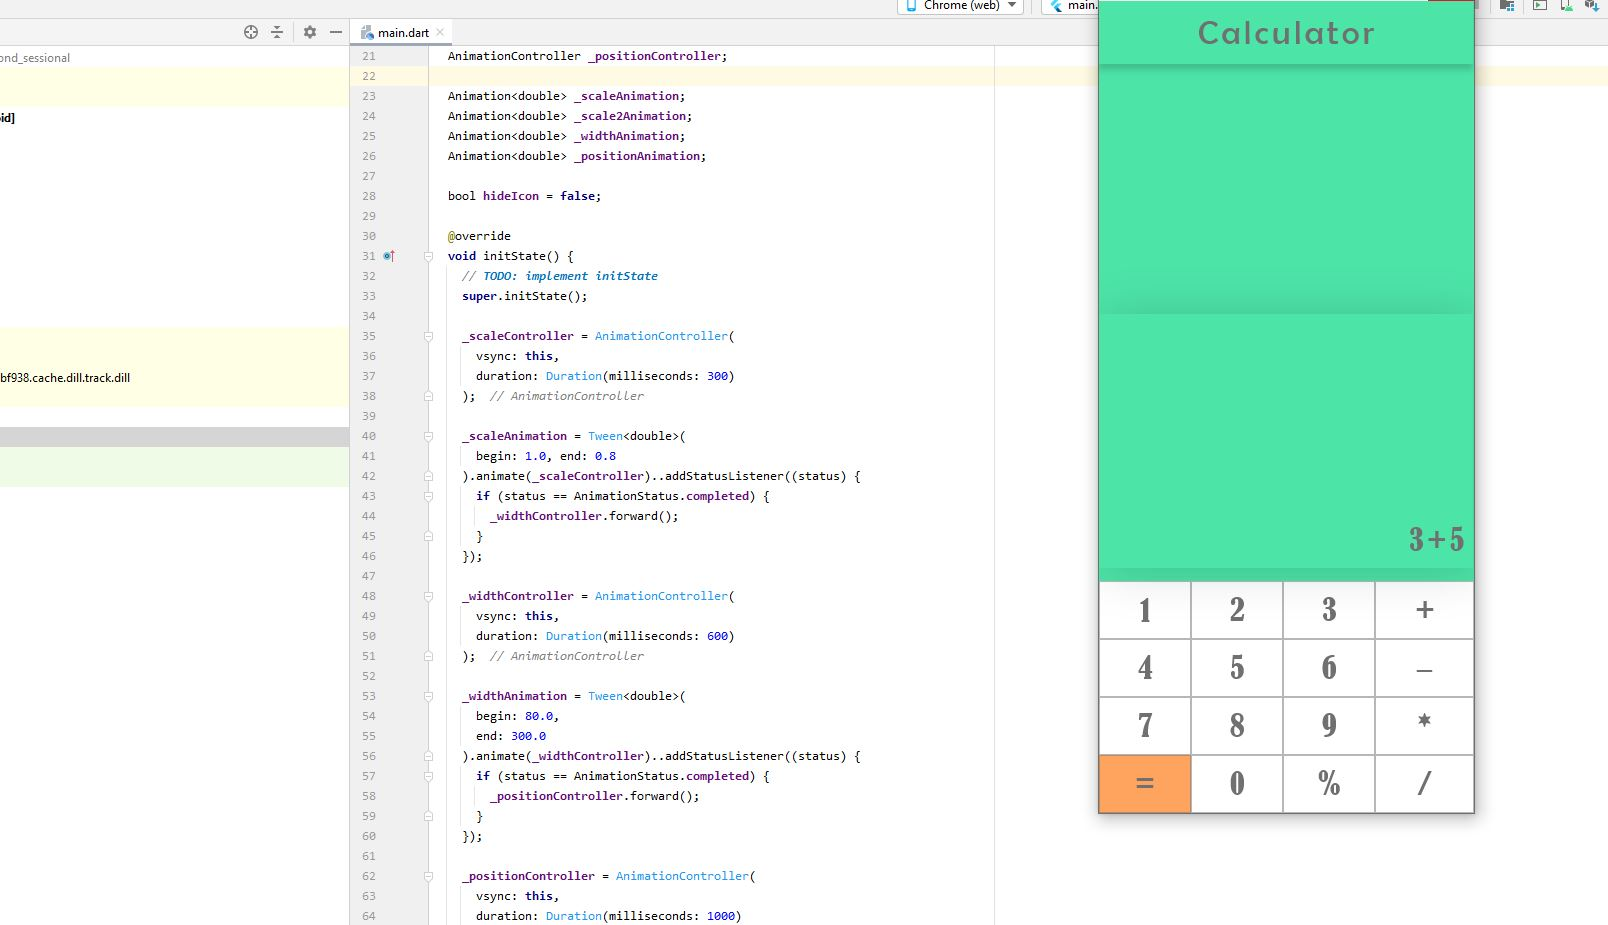 Chrome (web)
main.
main.dart
ond_sessional
id]
bf938.cache.dill.track.dill
21 AnimationController _positionController;
22
23 Animation<double> _scaleAnimation;
24 Animation<double> _scale2Animation;
25 Animation<double> _widthAnimation;
26 Animation<double> _positionAnimation;
27
28 bool hideIcon = false;
29
30 @override
31 void initState() {
32 // TODO: implement initState
33 super.initState();
34
35 _scaleController = AnimationController(
36 vsync: this,
37 duration: Duration(milliseconds: 300)
38 ); // AnimationController
39
40 _scaleAnimation = Tween<double>(
41 begin: 1.0, end: 0.8
42 ).animate(_scaleController)..addStatusListener((status) {
43 if (status == AnimationStatus.completed) {
44 _widthController.forward();
45 }
46 });
47
48 _widthController = AnimationController(
49 vsync: this,
50 duration: Duration(milliseconds: 600)
51 ); // AnimationController
52
53 _widthAnimation = Tween<double>(
54 begin: 80.0,
55 end: 300.0
56 ).animate(_widthController)..addStatusListener((status) {
57 if (status == AnimationStatus.completed) {
58 _positionController.forward();
59 }
60 });
61
62 _positionController = AnimationController(
63 vsync: this,
64 duration: Duration(milliseconds: 1000)
Calculator
3+5
1 2 3 +
4 5 6 –
7 8 9 *
= 0 % /